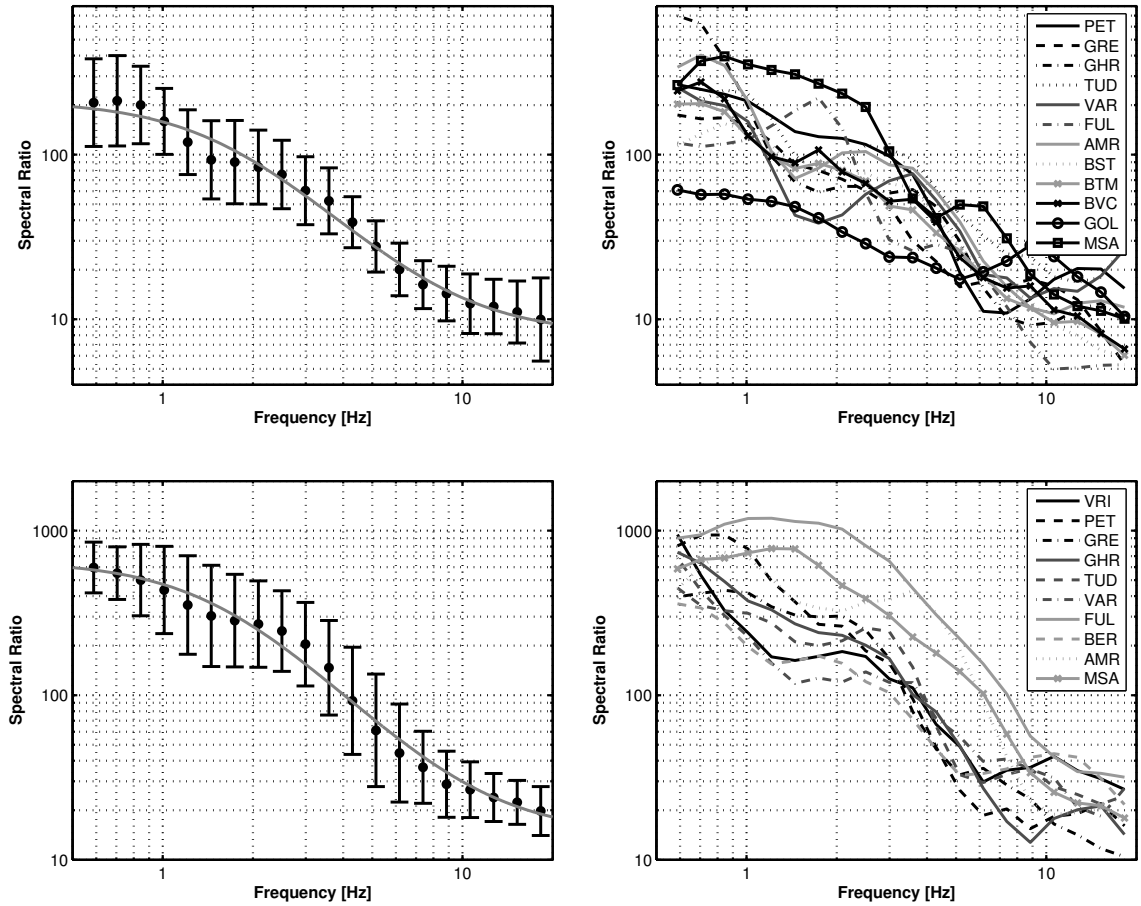 100
10
1
10
Spectral Ratio
Frequency [Hz]
100
10
1
10
Spectral Ratio
Frequency [Hz]
PET
GRE
GHR
TUD
VAR
FUL
AMR
BST
BTM
BVC
GOL
MSA
1000
100
10
1
10
Spectral Ratio
Frequency [Hz]
1000
100
10
1
10
Spectral Ratio
Frequency [Hz]
VRI
PET
GRE
GHR
TUD
VAR
FUL
BER
AMR
MSA